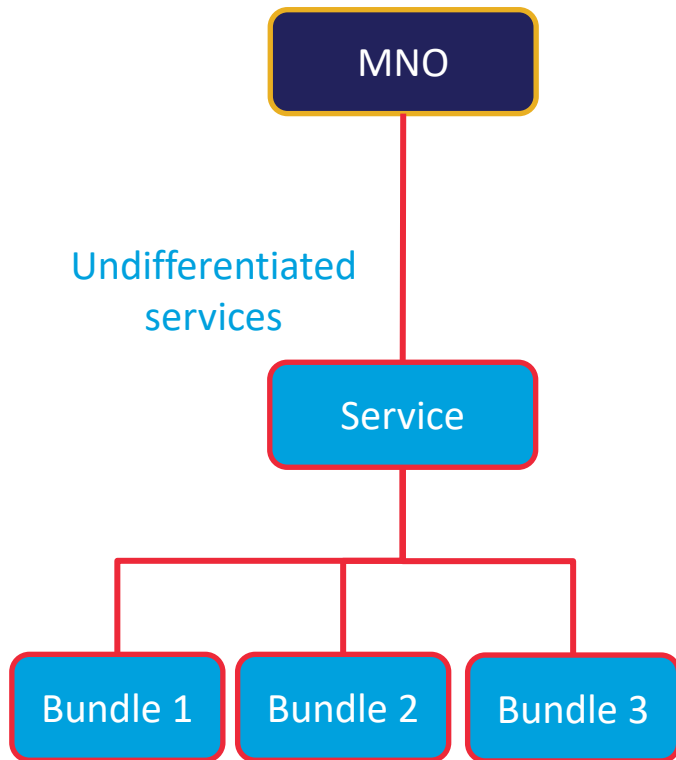 MNO
Undifferentiated
services
Service
Bundle 1
Bundle 2
Bundle 3